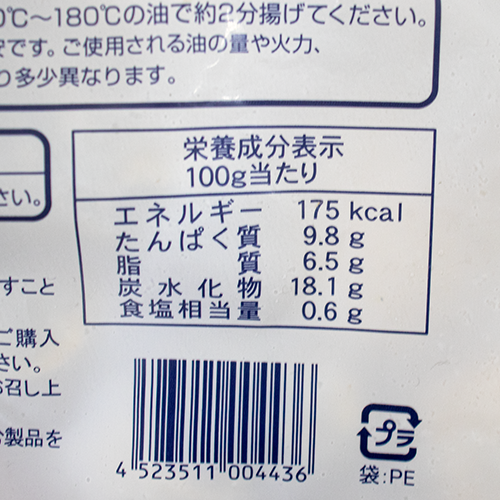 0℃〜180℃の油で約2分揚げてください。
安です。ご使用される油の量や火力、
り多少異なります。
さい。
栄養成分表示
100g当たり
エネルギー 175 kcal
たんぱく質 9.8 g
脂質 6.5 g
炭水化物 18.1 g
食塩相当量 0.6 g
すこと
ご購入
さい。
お召し上
製品を
4 523511 004436
プラ
袋:PE